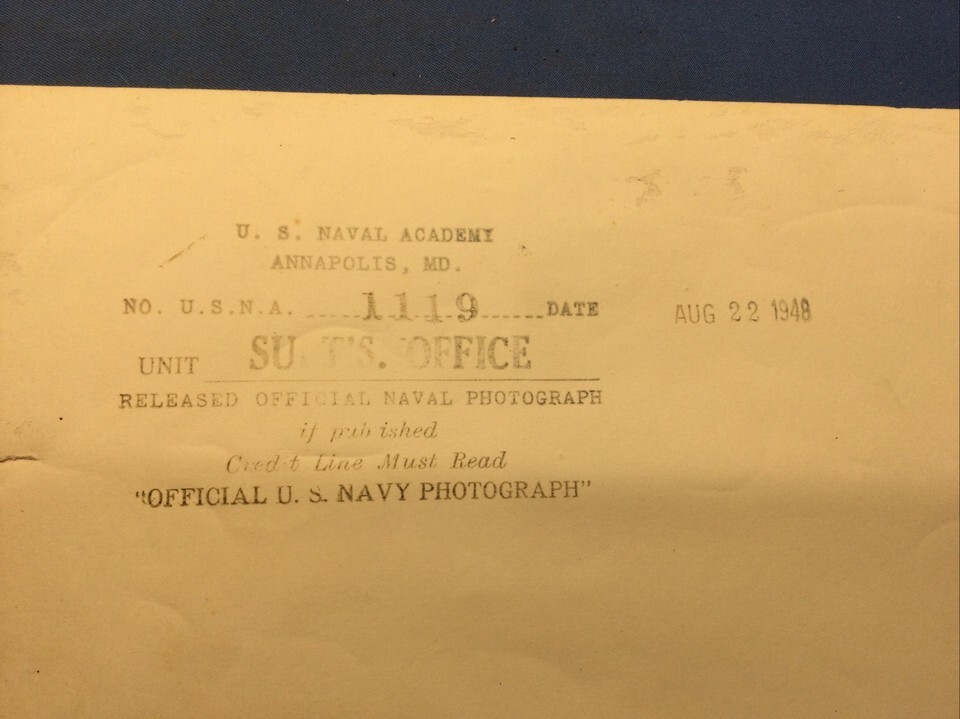 U. S. NAVAL ACADEMY
ANNAPOLIS, MD.
NO. U.S.N.A. ..... 1119 ...... DATE AUG 22 1948
UNIT OFFICE
RELEASED OFFICIAL NAVAL PHOTOGRAPH
if published
Credit Line Must Read
"OFFICIAL U. S. NAVY PHOTOGRAPH"